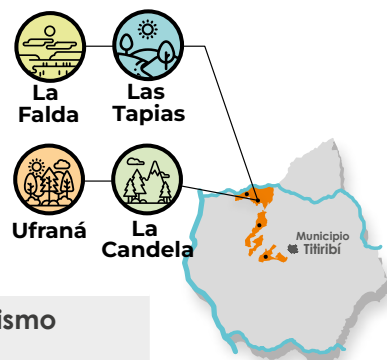 La
Falda
Las
Tapias
Ufraná
La
Candela
Municipio
Titiribí
ismo